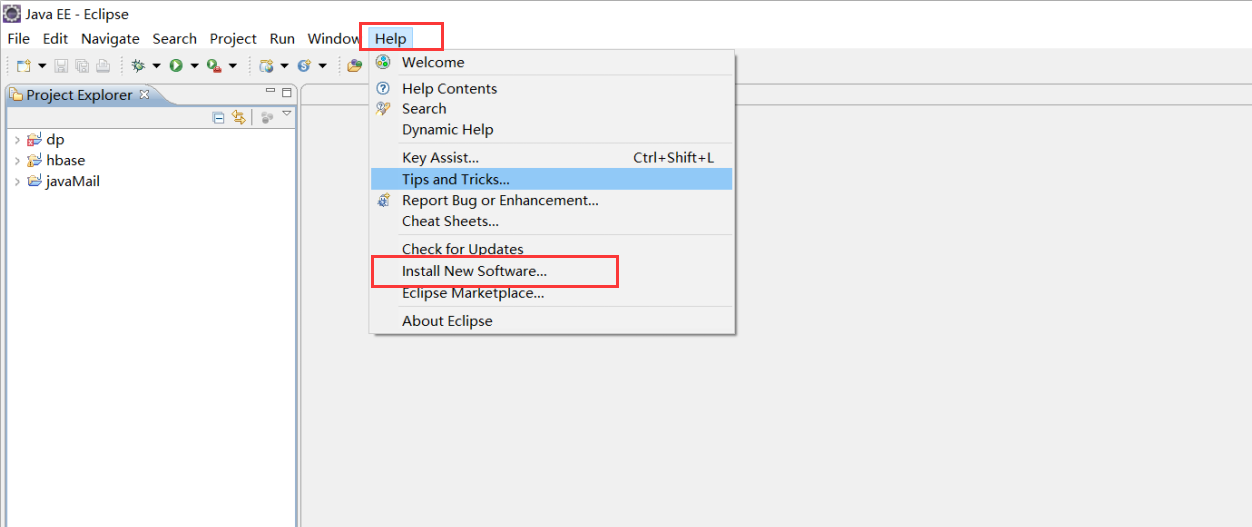 Java EE - Eclipse
File Edit Navigate Search Project Run Window Help
Project Explorer
dp
hbase
javaMail
Welcome
Help Contents
Search
Dynamic Help
Key Assist... Ctrl+Shift+L
Tips and Tricks...
Report Bug or Enhancement...
Cheat Sheets...
Check for Updates
Install New Software...
Eclipse Marketplace...
About Eclipse